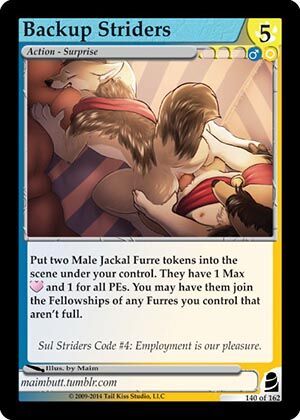 Backup Striders
5
Action - Surprise
Put two Male Jackal Furre tokens into the
scene under your control. They have 1 Max
and 1 for all PEs. You may have them join
the Fellowships of any Furres you control that
aren't full.
Sul Striders Code #4: Employment is our pleasure.
Illus. by Maim
maimbutt.tumblr.com
© 2009-2014 Tail Kiss Studio, LLC
140 of 162